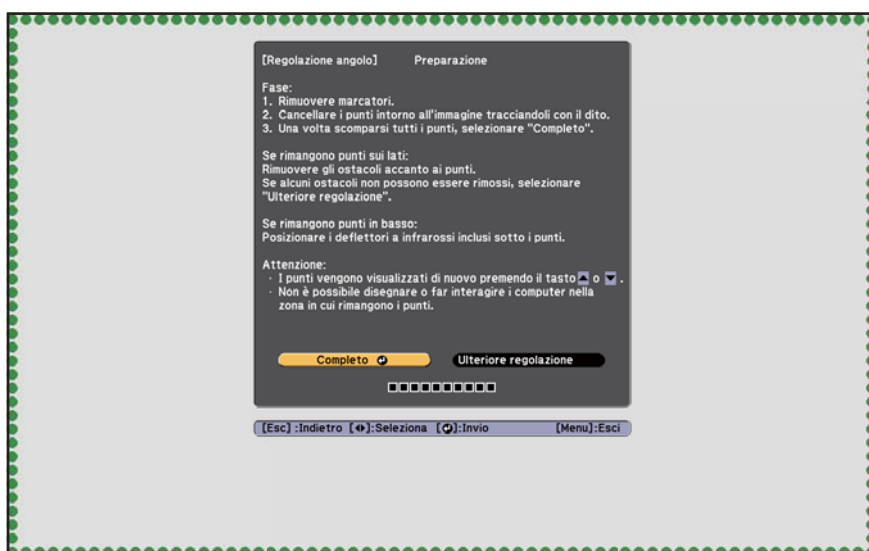 [Regolazione angolo] Preparazione
Fase:
1. Rimuovere marcatori.
2. Cancellare i punti intorno all'immagine tracciandoli con il dito.
3. Una volta scomparsi tutti i punti, selezionare "Completo".
Se rimangono punti sui lati:
Rimuovere gli ostacoli accanto ai punti.
Se alcuni ostacoli non possono essere rimossi, selezionare
"Ulteriore regolazione".
Se rimangono punti in basso:
Posizionare i deflettori a infrarossi inclusi sotto i punti.
Attenzione:
· I punti vengono visualizzati di nuovo premendo il tasto ▲ o ▼ .
· Non è possibile disegnare o far interagire i computer nella
zona in cui rimangono i punti.
Completo Ulteriore regolazione
[Esc] :Indietro [◆]:Seleziona [↵]:Invio [Menu]:Esci